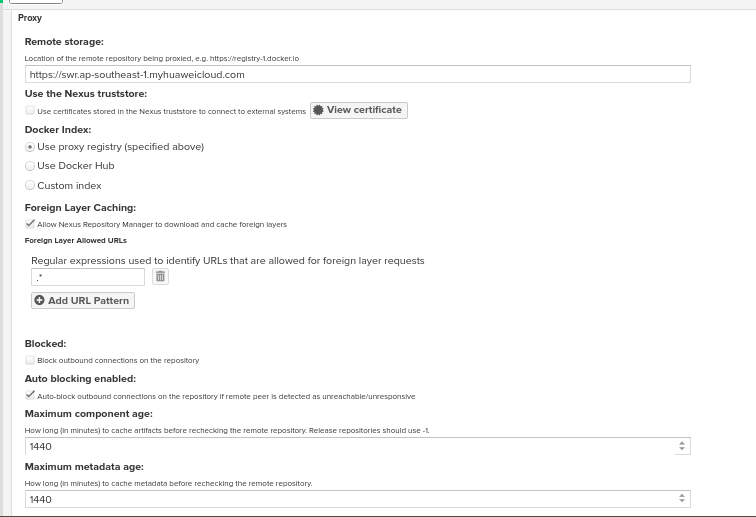 Proxy
Remote storage:
Location of the remote repository being proxied, e.g. https://registry-1.docker.io
https://swr.ap-southeast-1.myhuaweicloud.com
Use the Nexus truststore:
Use certificates stored in the Nexus truststore to connect to external systems View certificate
Docker Index:
Use proxy registry (specified above)
Use Docker Hub
Custom index
Foreign Layer Caching:
Allow Nexus Repository Manager to download and cache foreign layers
Foreign Layer Allowed URLs
Regular expressions used to identify URLs that are allowed for foreign layer requests
.*
Add URL Pattern
Blocked:
Block outbound connections on the repository
Auto blocking enabled:
Auto-block outbound connections on the repository if remote peer is detected as unreachable/unresponsive
Maximum component age:
How long (in minutes) to cache artifacts before rechecking the remote repository. Release repositories should use -1.
1440
Maximum metadata age:
How long (in minutes) to cache metadata before rechecking the remote repository.
1440